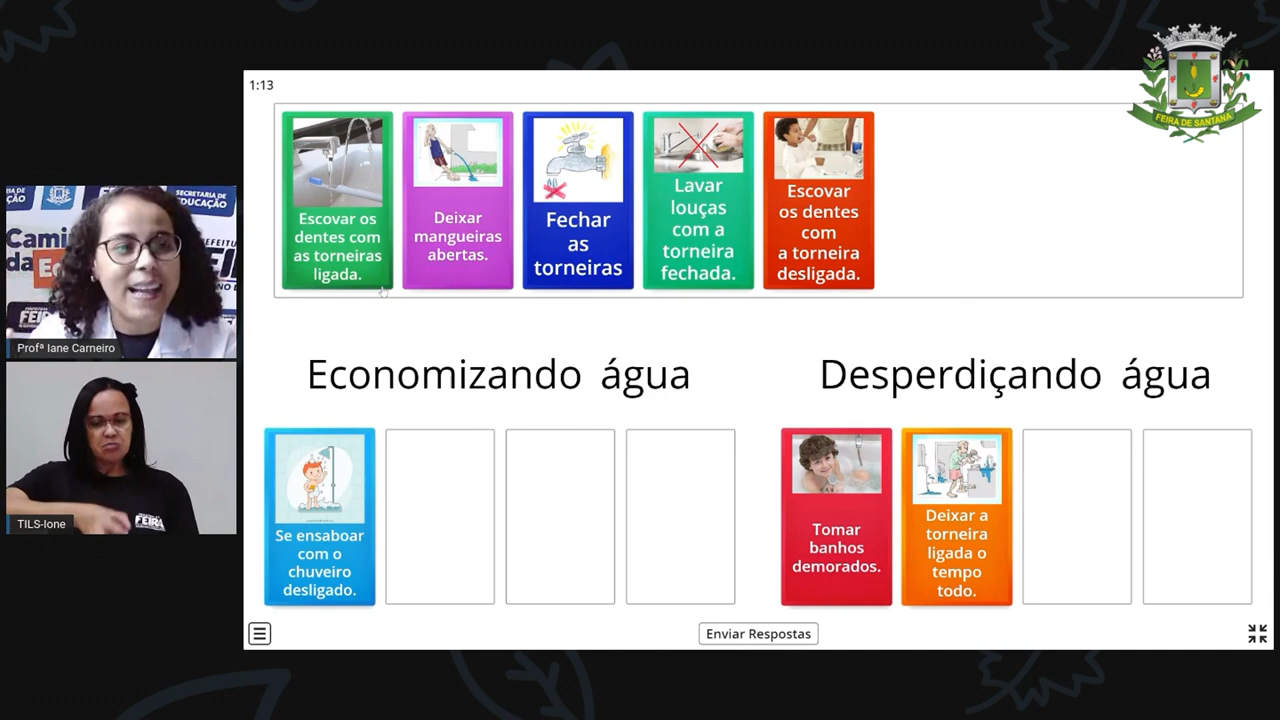 1:13
FEIRA DE SANTANA
Escovar os
dentes com
as torneiras
ligada.
Deixar
mangueiras
abertas.
Fechar
as
torneiras
Lavar
louças
com a
torneira
fechada.
Escovar
os dentes
com
a torneira
desligada.
SECRETARIA DE
EDUCAÇÃO
Profª Iane Carneiro
Economizando água
Desperdiçando água
Se ensaboar
com o
chuveiro
desligado.
Tomar
banhos
demorados.
Deixar a
torneira
ligada o
tempo
todo.
FEIRA
TILS-Ione
Enviar Respostas